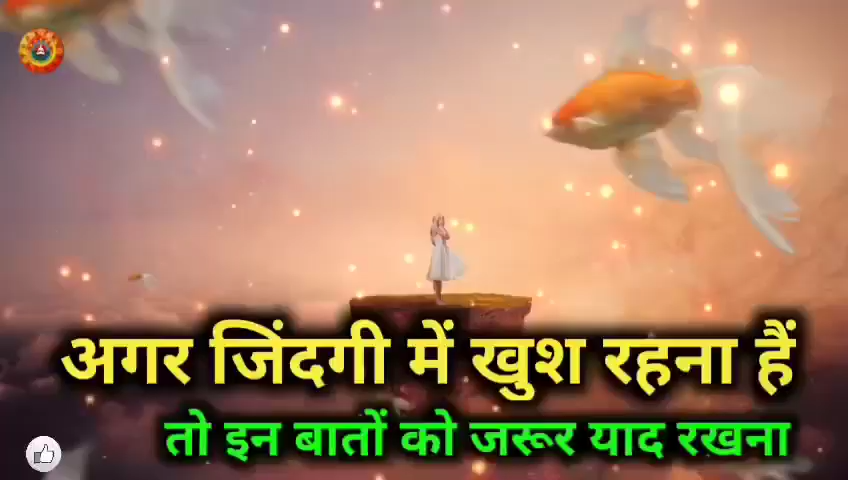 अगर जिंदगी में खुश रहना हैं
तो इन बातों को जरूर याद रखना